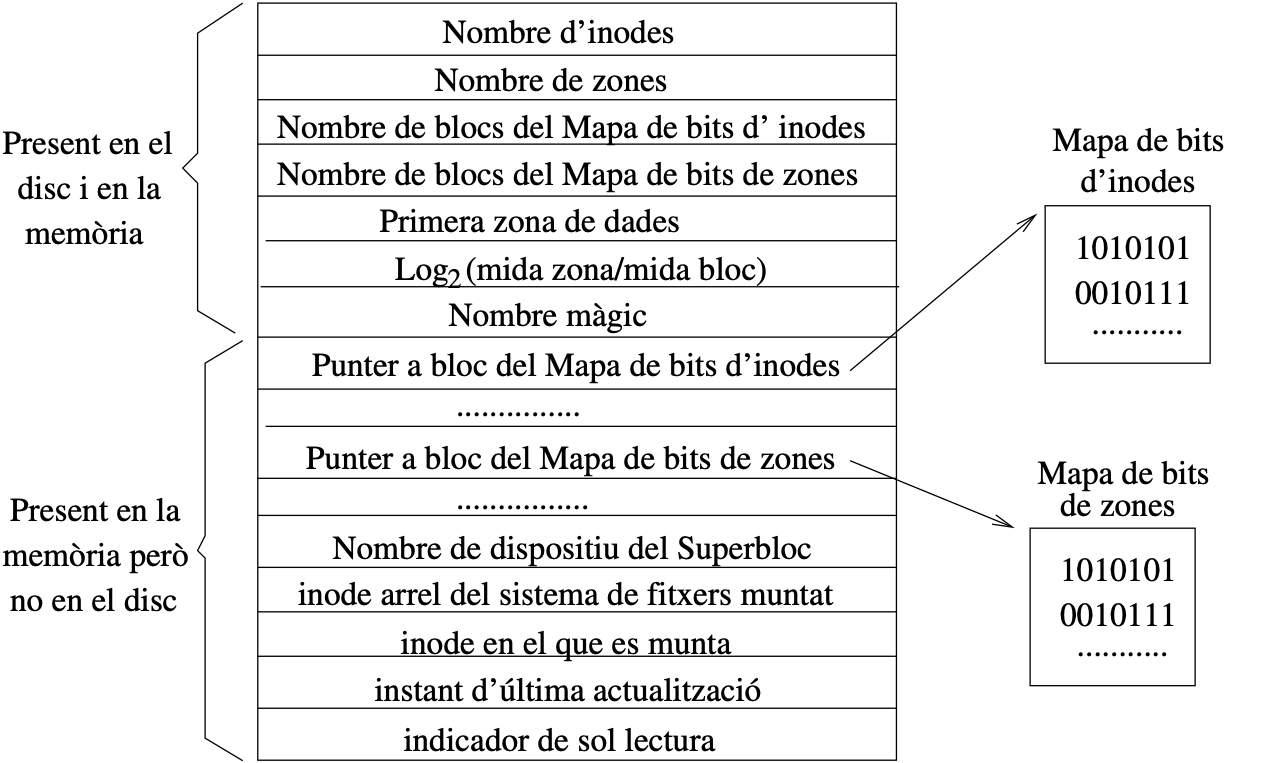 Present en el
disc i en la
memòria
Nombre d’inodes
Nombre de zones
Nombre de blocs del Mapa de bits d’ inodes
Nombre de blocs del Mapa de bits de zones
Primera zona de dades
Log2 (mida zona/mida bloc)
Nombre màgic
Present en la
memòria però
no en el disc
Punter a bloc del Mapa de bits d’inodes
...............
Punter a bloc del Mapa de bits de zones
................
Nombre de dispositiu del Superbloc
inode arrel del sistema de fitxers muntat
inode en el que es munta
instant d’última actualització
indicador de sol lectura
Mapa de bits
d’inodes
1010101
0010111
...........
Mapa de bits
de zones
1010101
0010111
...........